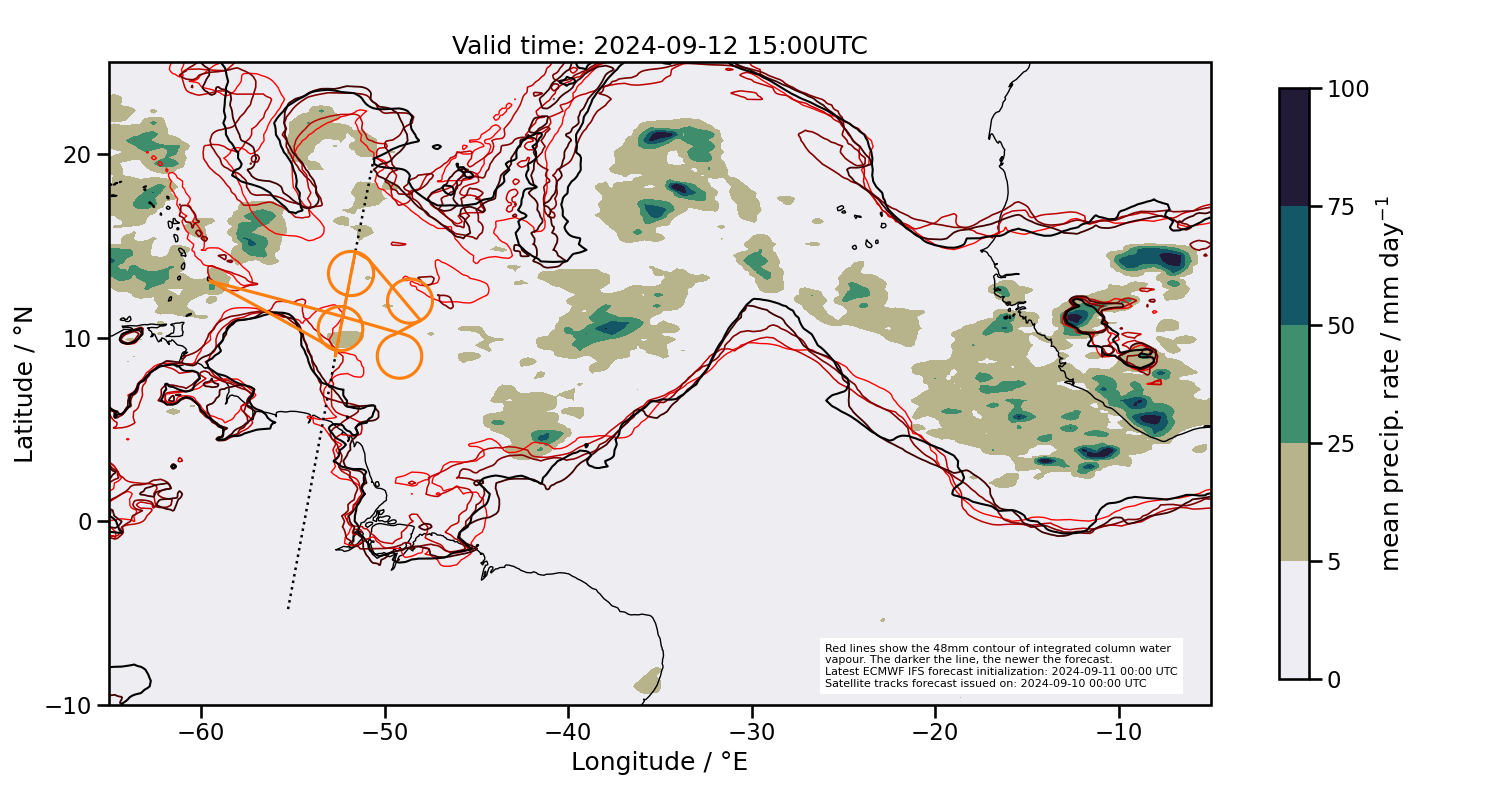 Valid time: 2024-09-12 15:00UTC
Latitude / °N
20
10
0
−10
−60
−50
−40
−30
−20
−10
Longitude / °E
Red lines show the 48mm contour of integrated column water
vapour. The darker the line, the newer the forecast.
Latest ECMWF IFS forecast initialization: 2024-09-11 00:00 UTC
Satellite tracks forecast issued on: 2024-09-10 00:00 UTC
100
75
50
25
5
0
mean precip. rate / mm day⁻¹